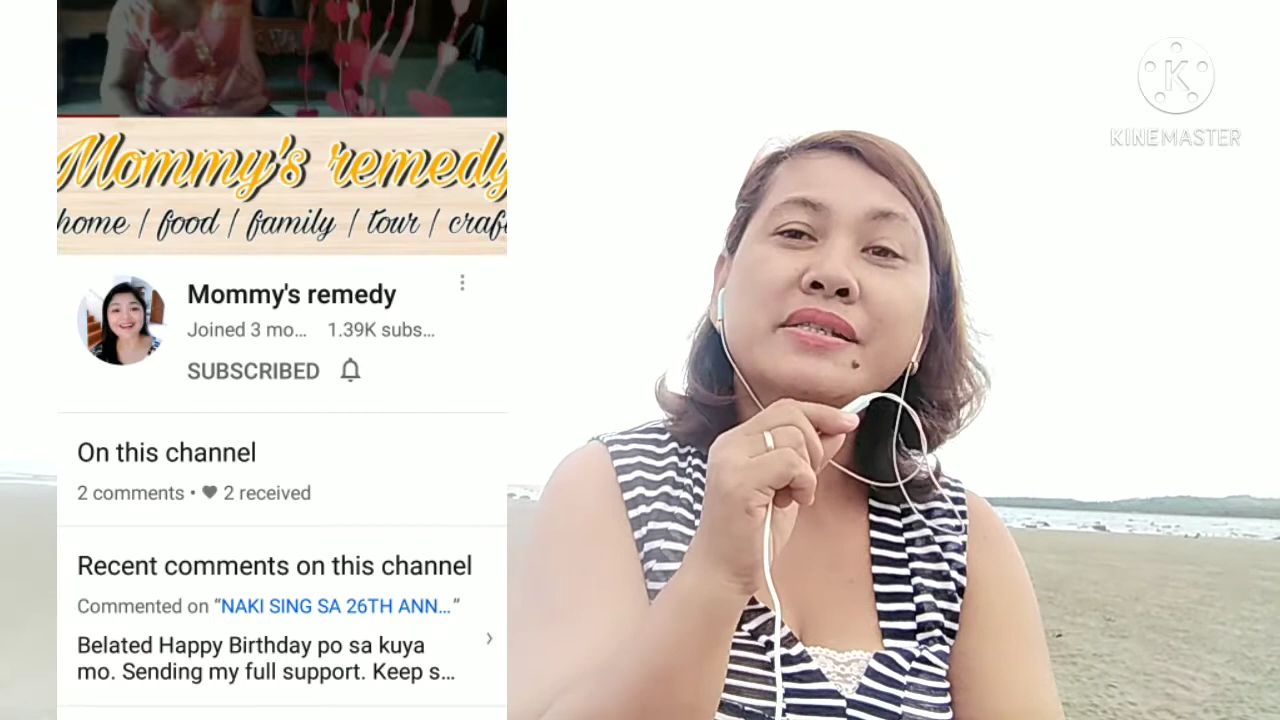 Mommy's remedy
home | food | family | tour | craf
Mommy's remedy
Joined 3 mo... 1.39K subs...
SUBSCRIBED
On this channel
2 comments • 2 received
Recent comments on this channel
Commented on “NAKI SING SA 26TH ANN...”
Belated Happy Birthday po sa kuya
mo. Sending my full support. Keep s...
K
KINEMASTER